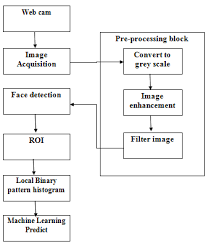 Web cam
Image
Acquisition
Pre-processing block
Convert to
grey scale
Image
enhancement
Filter image
Face detection
ROI
Local Binary
pattern histogram
Machine Learning
Predict